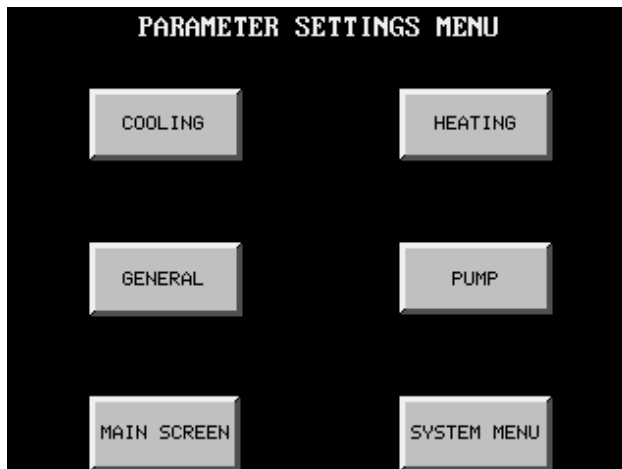 PARAMETER SETTINGS MENU
COOLING
HEATING
GENERAL
PUMP
MAIN SCREEN
SYSTEM MENU